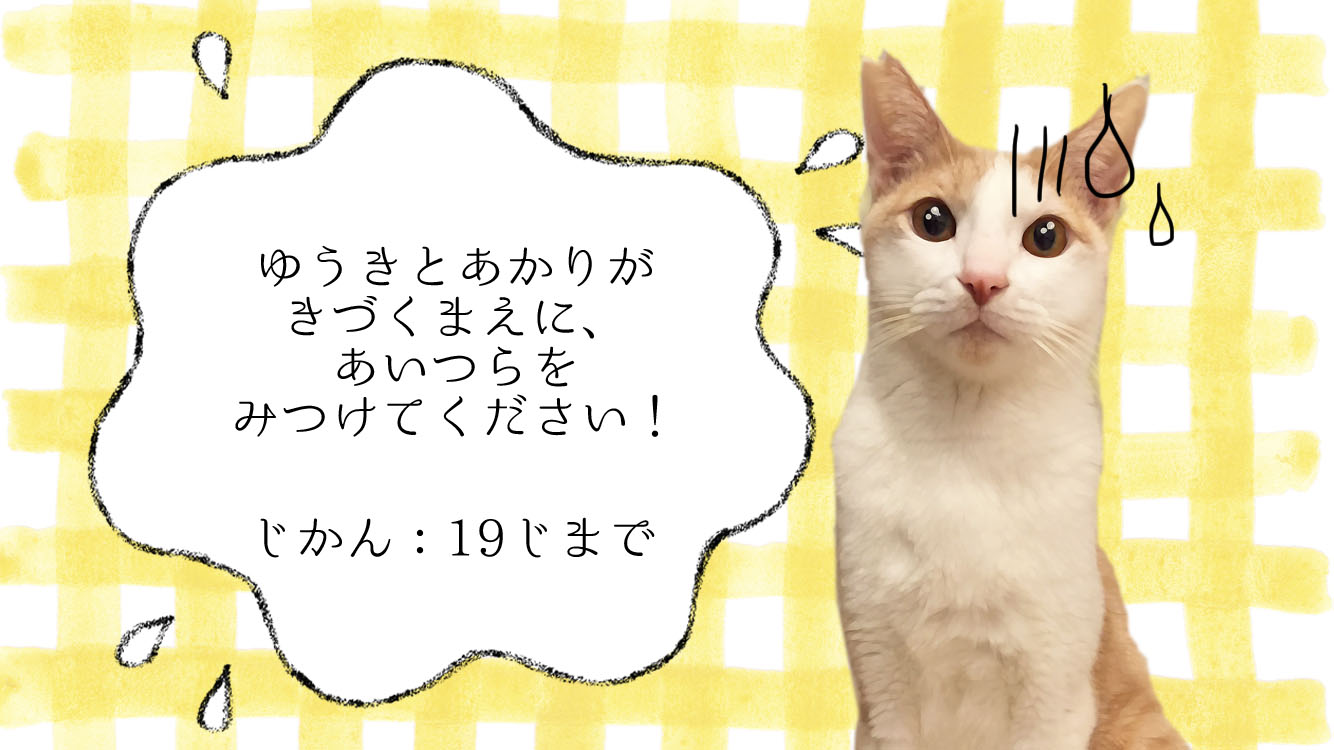 ゆうきとあかりが
きづくまえに、
あいつらを
みつけてください！
じかん：19じまで